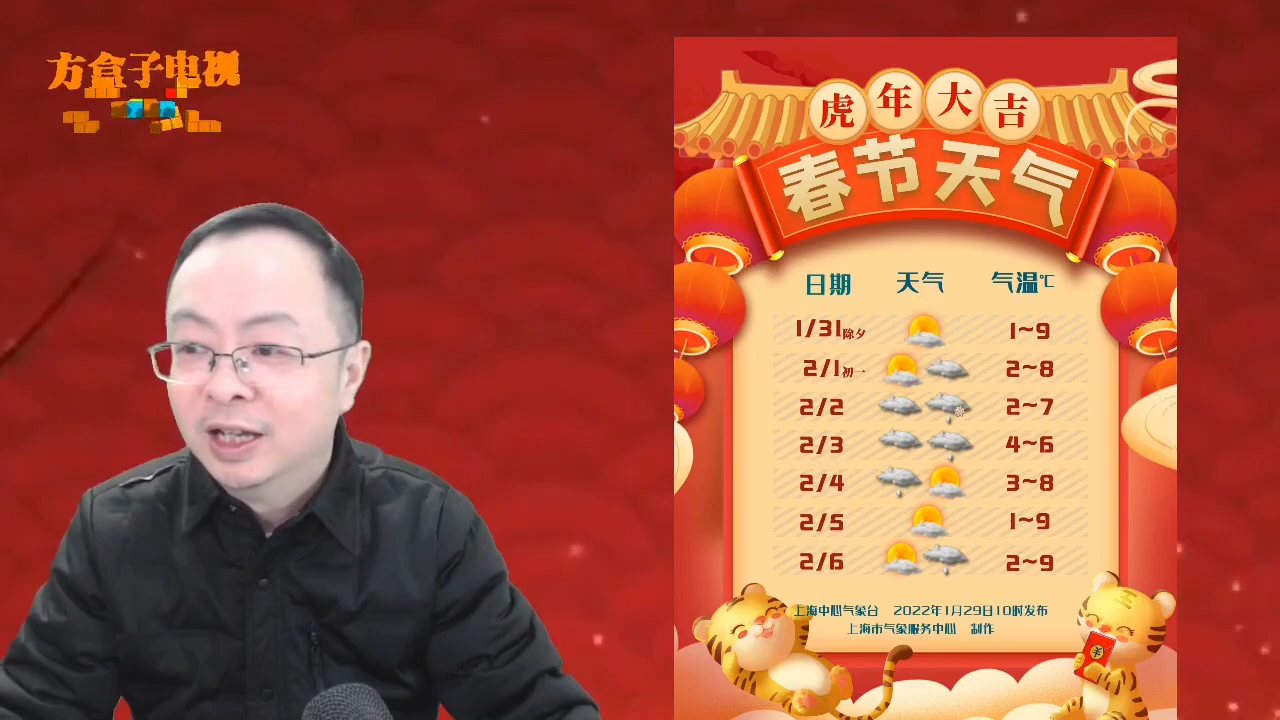 方盒子电视
虎年大吉
春节天气
日期 天气 气温℃
1/31除夕 1~9
2/1初一 2~8
2/2 2~7
2/3 4~6
2/4 3~8
2/5 1~9
2/6 2~9
上海中心气象台 2022年1月29日10时发布
上海市气象服务中心 制作
王
¥